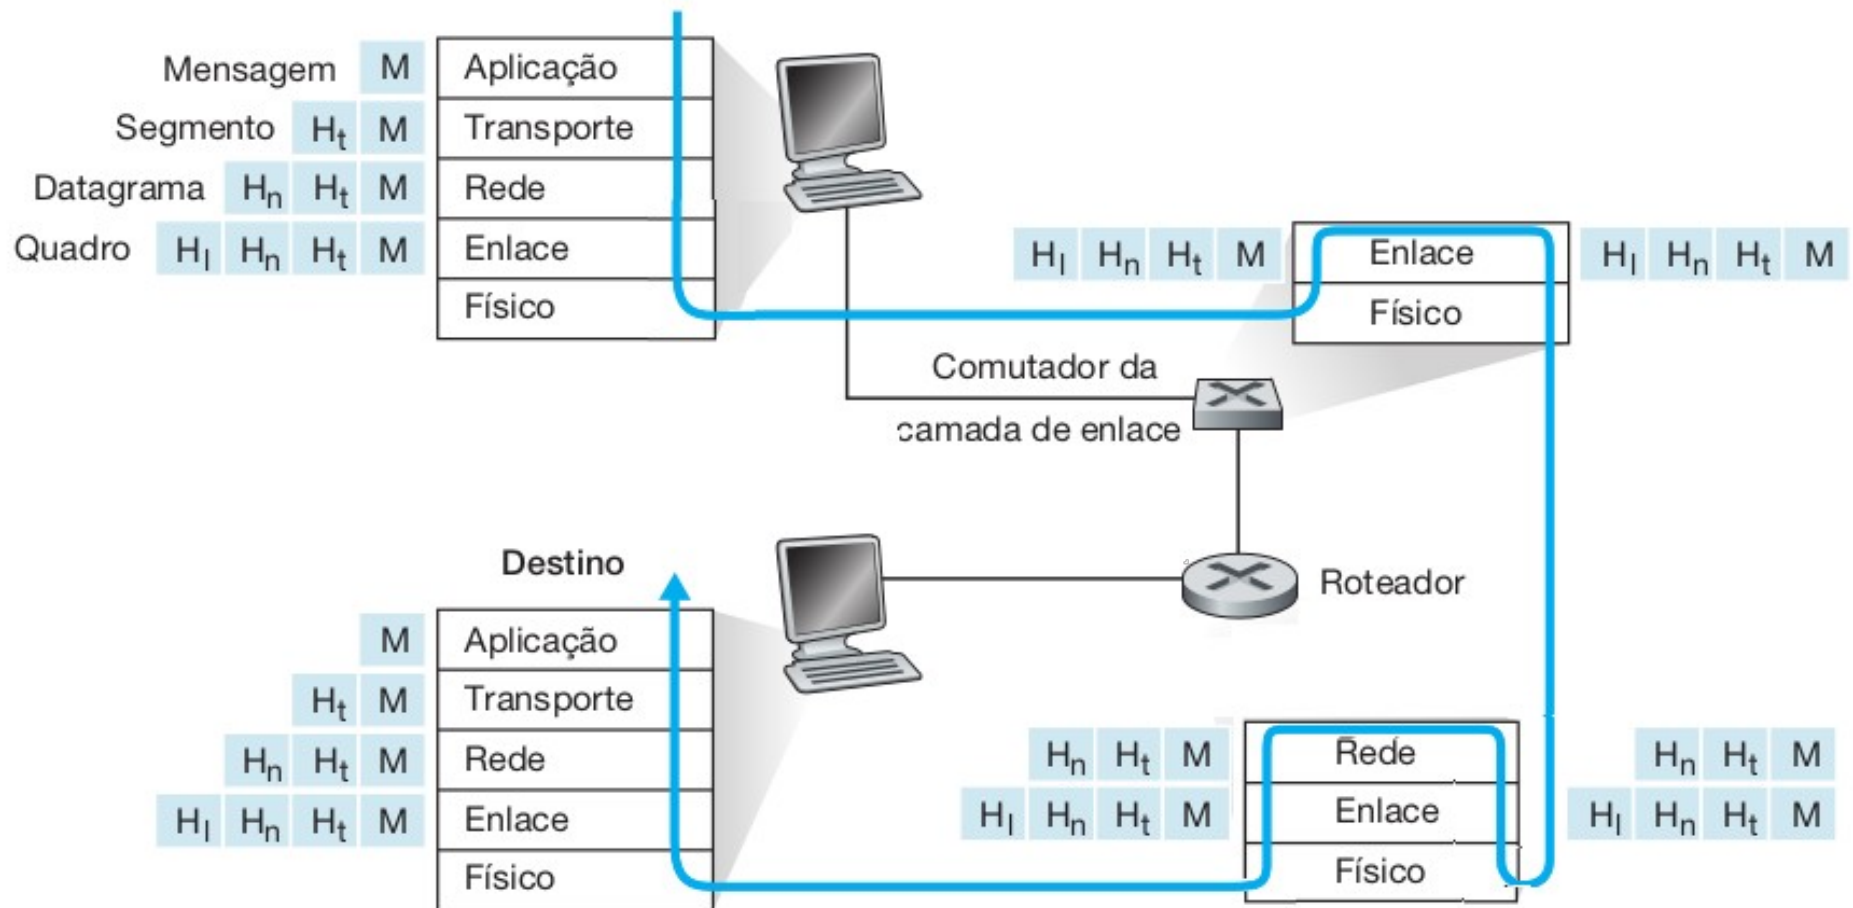 Mensagem M Aplicação
Segmento Ht M Transporte
Datagrama Hn Ht M Rede
Quadro Hl Hn Ht M Enlace
Físico
Hl Hn Ht M Enlace Hl Hn Ht M
Físico
Comutador da
camada de enlace
Destino
Roteador
M Aplicação
Ht M Transporte
Hn Ht M Rede
Hl Hn Ht M Enlace
Físico
Hn Ht M Rede Hn Ht M
Hl Hn Ht M Enlace Hl Hn Ht M
Físico